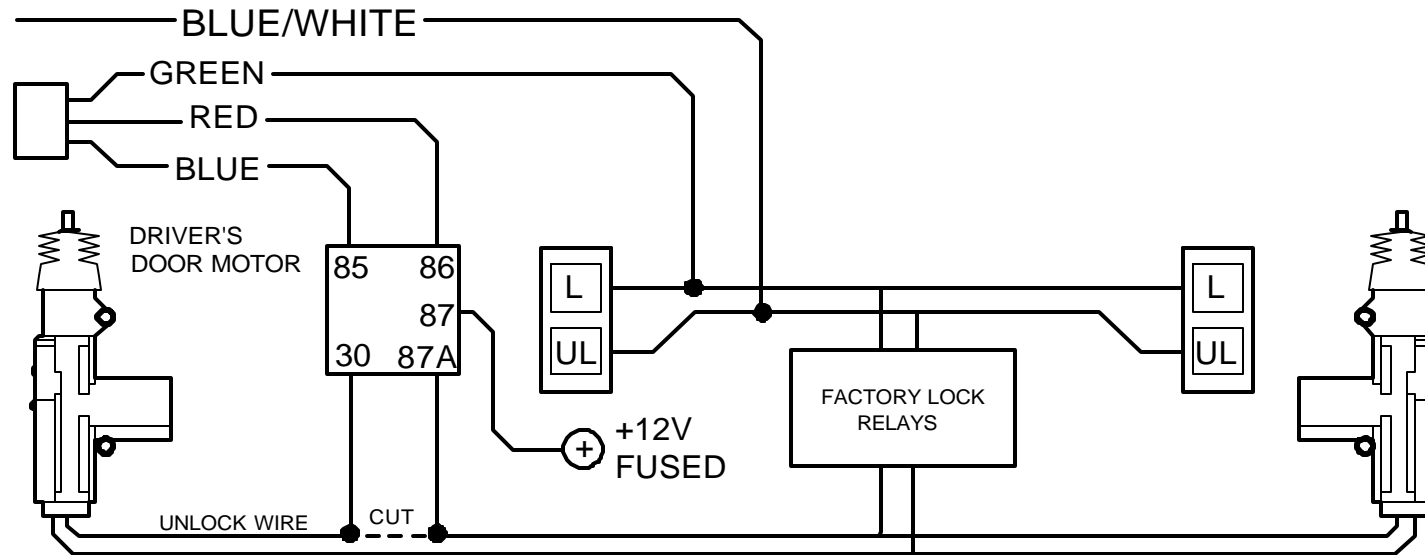 BLUE/WHITE
GREEN
RED
BLUE
DRIVER'S
DOOR MOTOR
85 86
87
30 87A
L
UL
L
UL
FACTORY LOCK
RELAYS
+
+12V
FUSED
UNLOCK WIRE
CUT